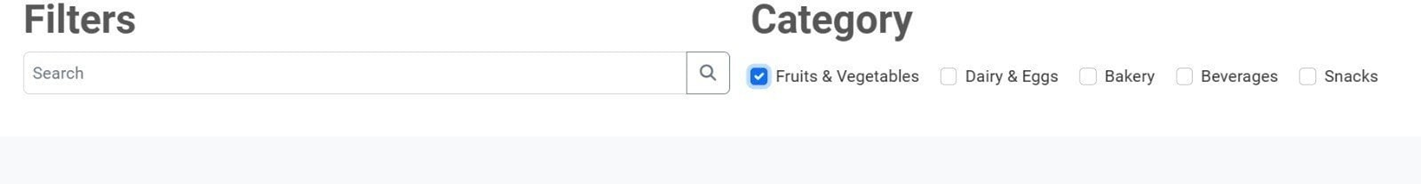 Filters
Category
Search
Fruits & Vegetables
Dairy & Eggs
Bakery
Beverages
Snacks